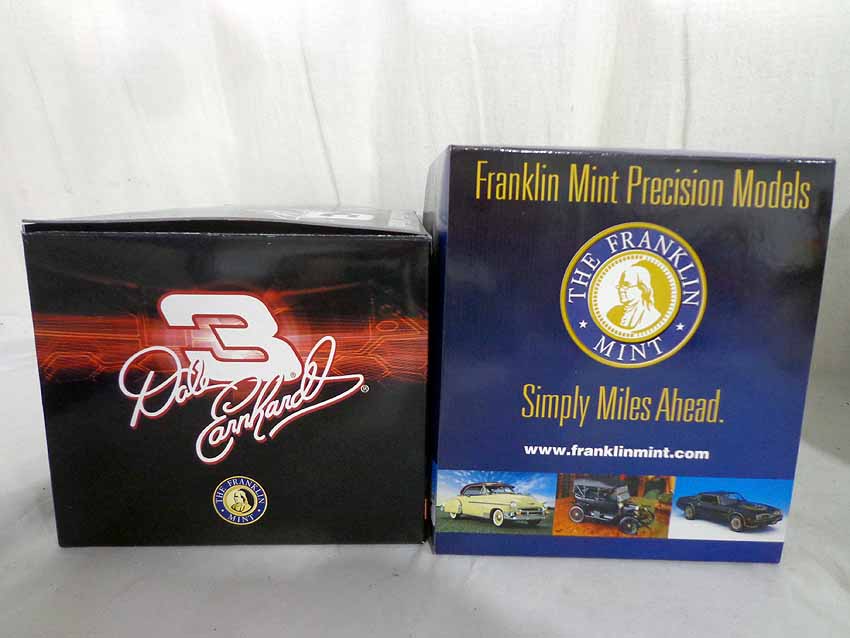 3
Dale
Earnhardt
®
THE FRANKLIN
MINT
3
Franklin Mint Precision Models
THE FRANKLIN
MINT
Simply Miles Ahead.
www.franklinmint.com